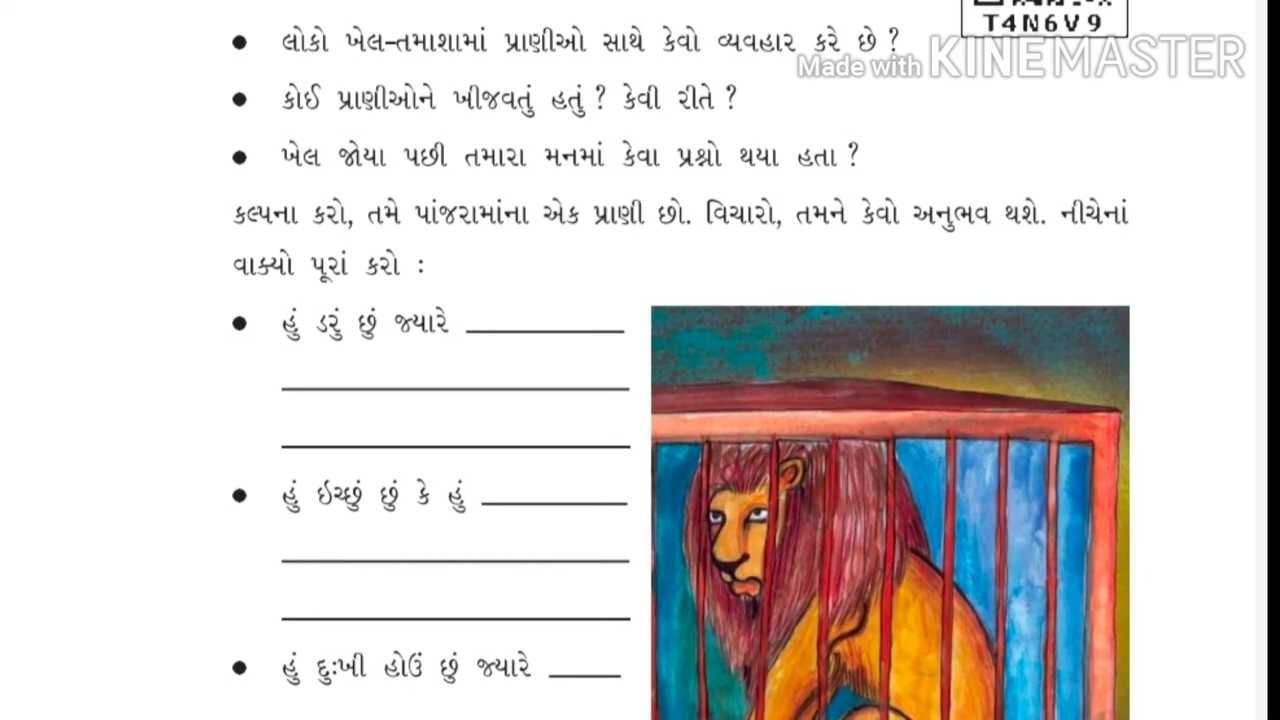 T4N6V9
લોકો ખેલ-તમાશામાં પ્રાણીઓ સાથે કેવો વ્યવહાર કરે છે ?
Made with KINEMASTER
કોઈ પ્રાણીઓને ખીજવતું હતું ? કેવી રીતે ?
ખેલ જોયા પછી તમારા મનમાં કેવા પ્રશ્નો થયા હતા ?
કલ્પના કરો, તમે પાંજરામાંના એક પ્રાણી છો. વિચારો, તમને કેવો અનુભવ થશે. નીચેનાં
વાક્યો પૂરાં કરો :
હું ડરું છું જ્યારે
હું ઇચ્છું છું કે હું
હું દુઃખી હોઉં છું જ્યારે